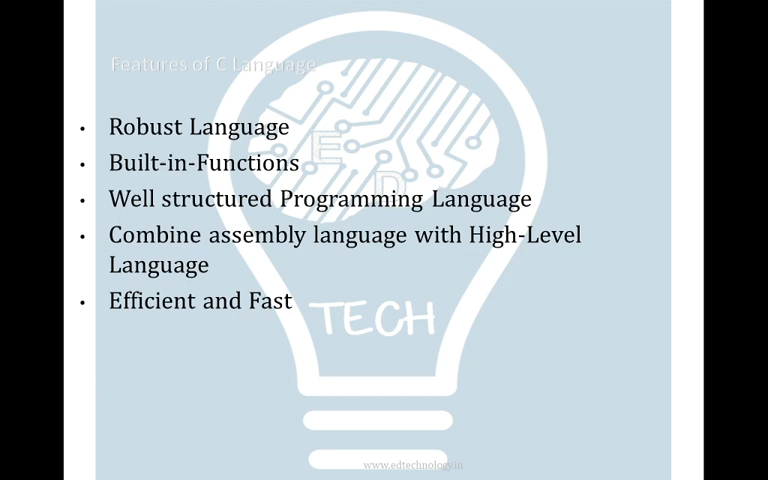 Features of C Language
• Robust Language
• Built-in-Functions
• Well structured Programming Language
• Combine assembly language with High-Level
Language
• Efficient and Fast
E
D
TECH
www.edtechnology.in